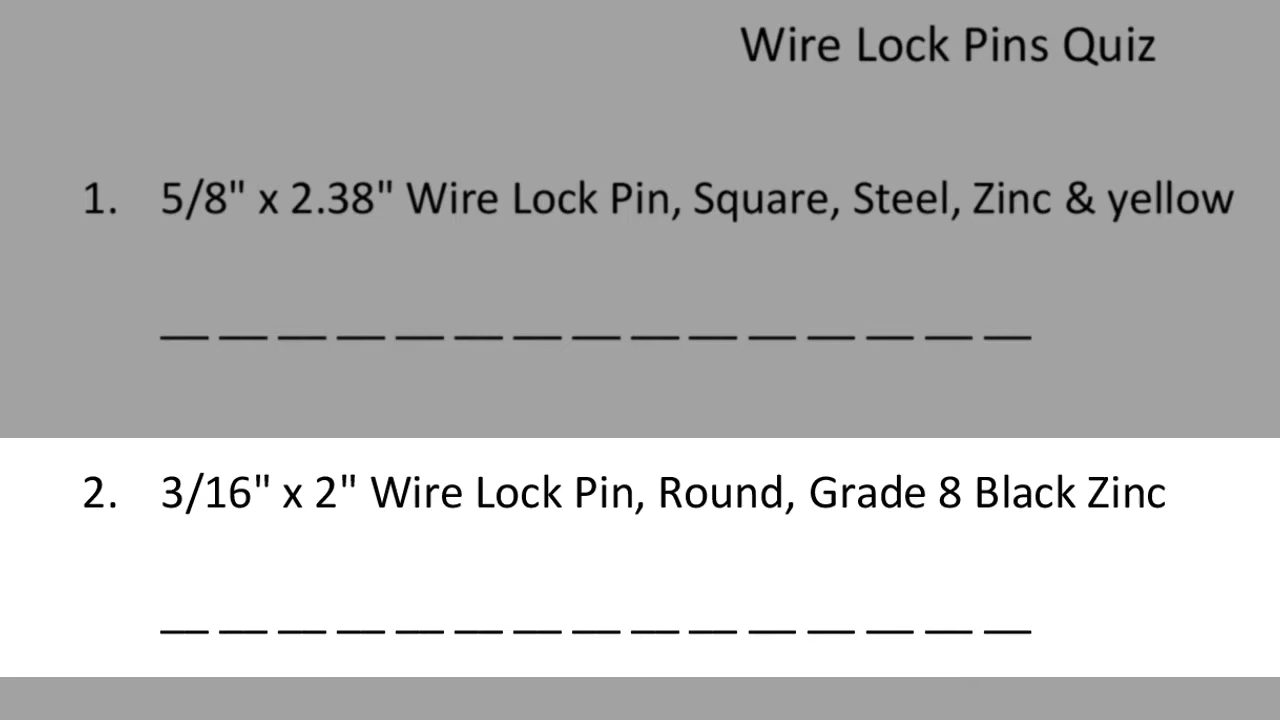 Wire Lock Pins Quiz
1. 5/8" x 2.38" Wire Lock Pin, Square, Steel, Zinc & yellow
_ _ _ _ _ _ _ _ _ _ _ _ _ _ _
2. 3/16" x 2" Wire Lock Pin, Round, Grade 8 Black Zinc
_ _ _ _ _ _ _ _ _ _ _ _ _ _ _